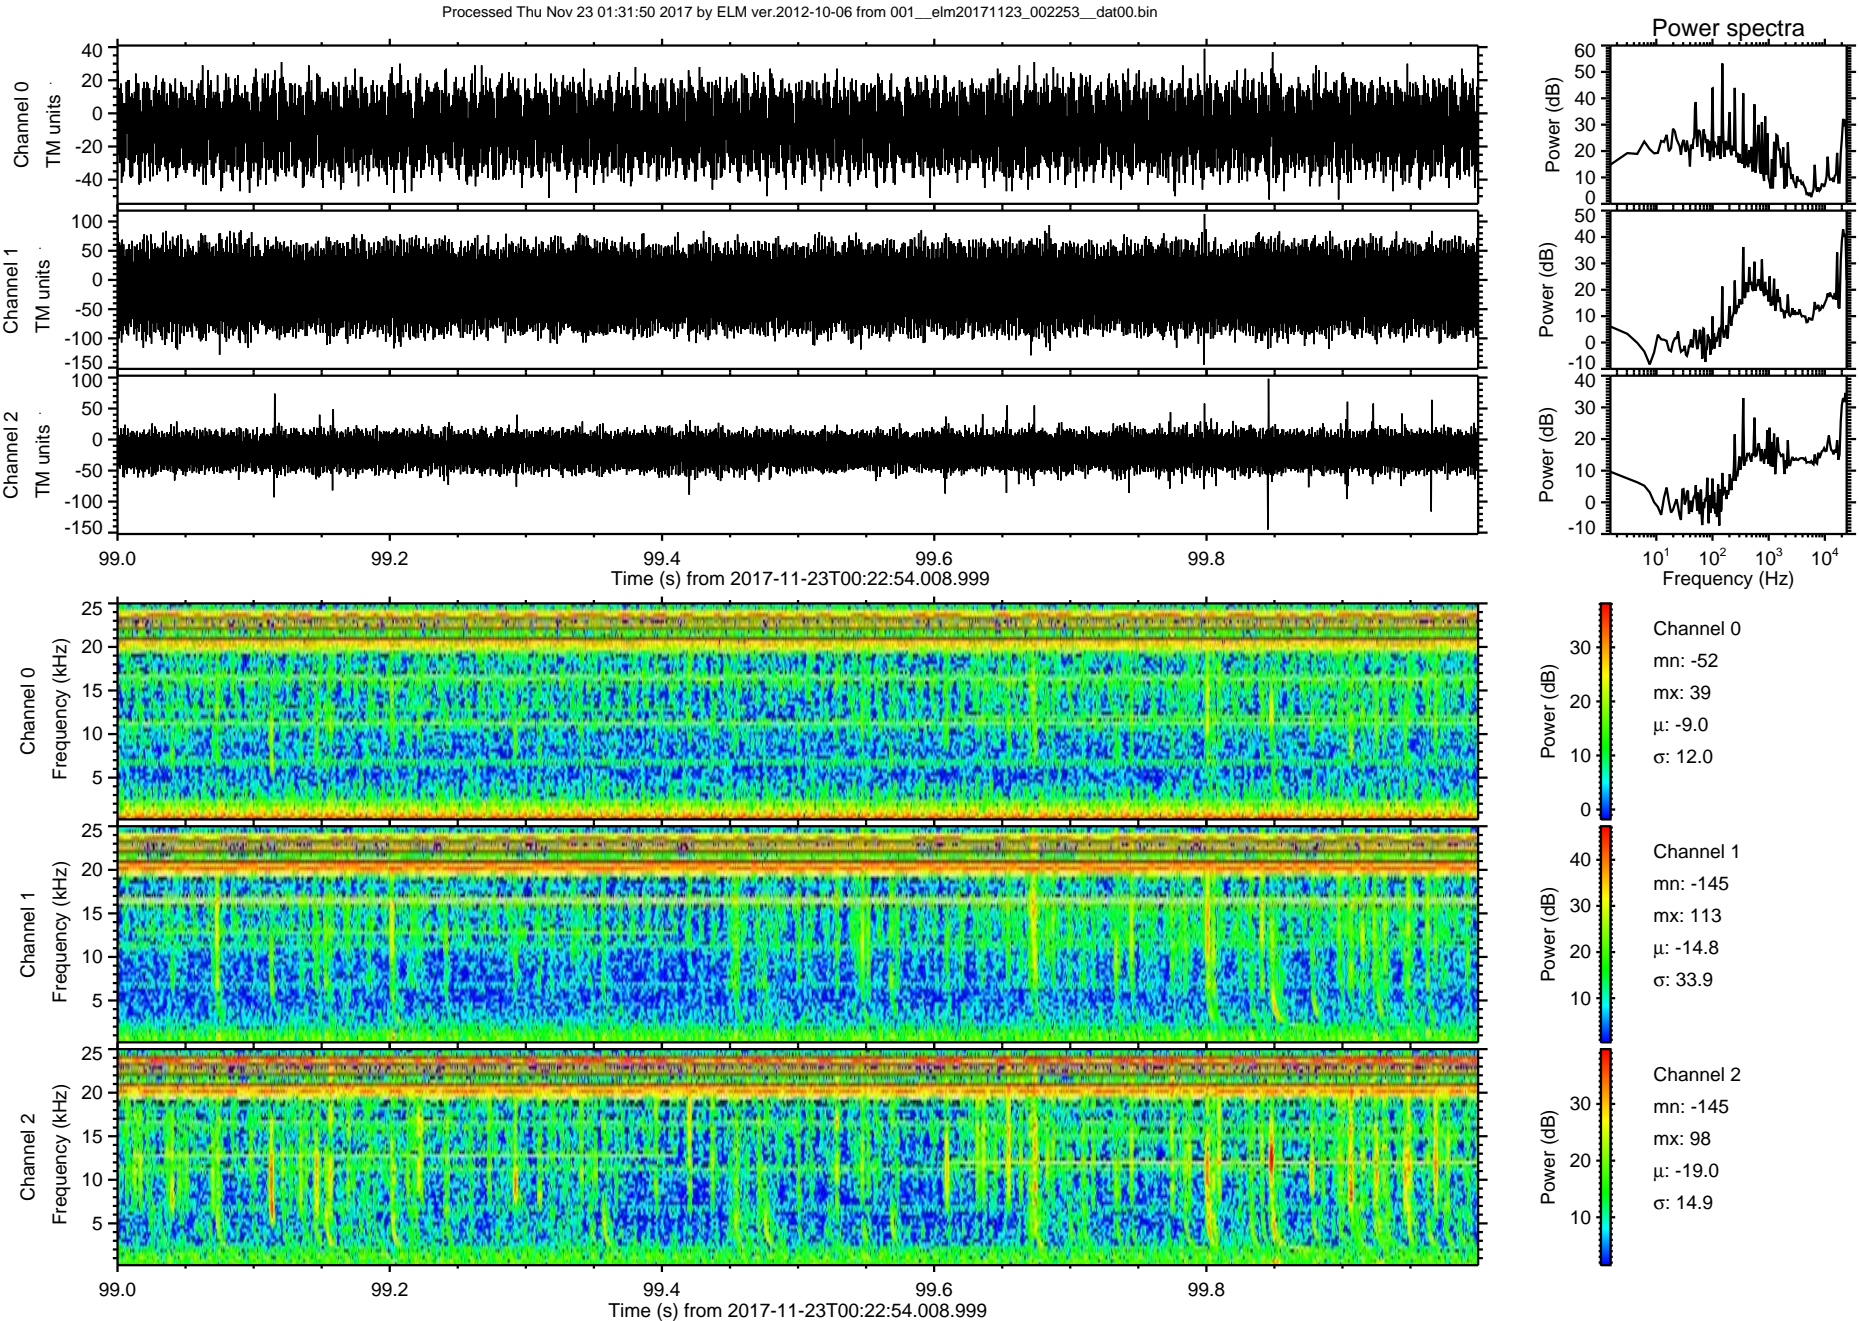 Processed Thu Nov 23 01:31:50 2017 by ELM ver.2012-10-06 from 001__elm20171123_002253__dat00.bin
Power spectra
Channel 0
TM units
40
20
0
-20
-40
Power (dB)
60
50
40
30
20
10
0
Channel 1
TM units
100
50
0
-50
-100
-150
Power (dB)
50
40
30
20
10
0
-10
Channel 2
TM units
100
50
0
-50
-100
-150
Power (dB)
40
30
20
10
0
-10
99.0 99.2 99.4 99.6 99.8
Time (s) from 2017-11-23T00:22:54.008.999
10¹ 10² 10³ 10⁴
Frequency (Hz)
Channel 0
Frequency (kHz)
25
20
15
10
5
Power (dB)
30
20
10
0
Channel 0
mn: -52
mx: 39
µ: -9.0
σ: 12.0
Channel 1
Frequency (kHz)
25
20
15
10
5
Power (dB)
40
30
20
10
Channel 1
mn: -145
mx: 113
µ: -14.8
σ: 33.9
Channel 2
Frequency (kHz)
25
20
15
10
5
Power (dB)
30
20
10
Channel 2
mn: -145
mx: 98
µ: -19.0
σ: 14.9
99.0 99.2 99.4 99.6 99.8
Time (s) from 2017-11-23T00:22:54.008.999